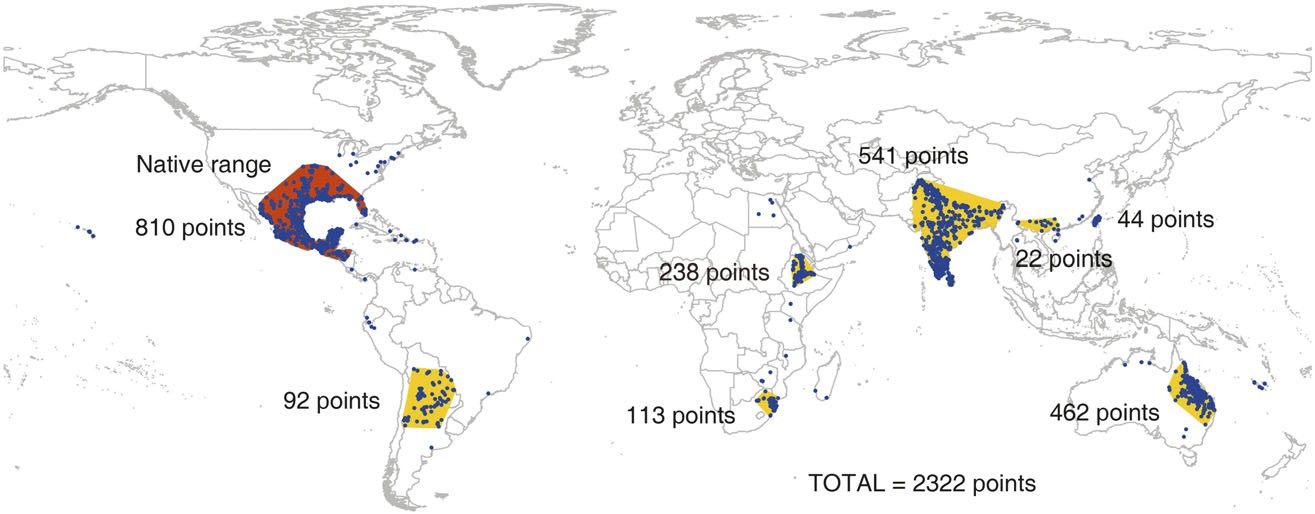 541 points
Native range
810 points
44 points
22 points
238 points
92 points
113 points
462 points
TOTAL = 2322 points